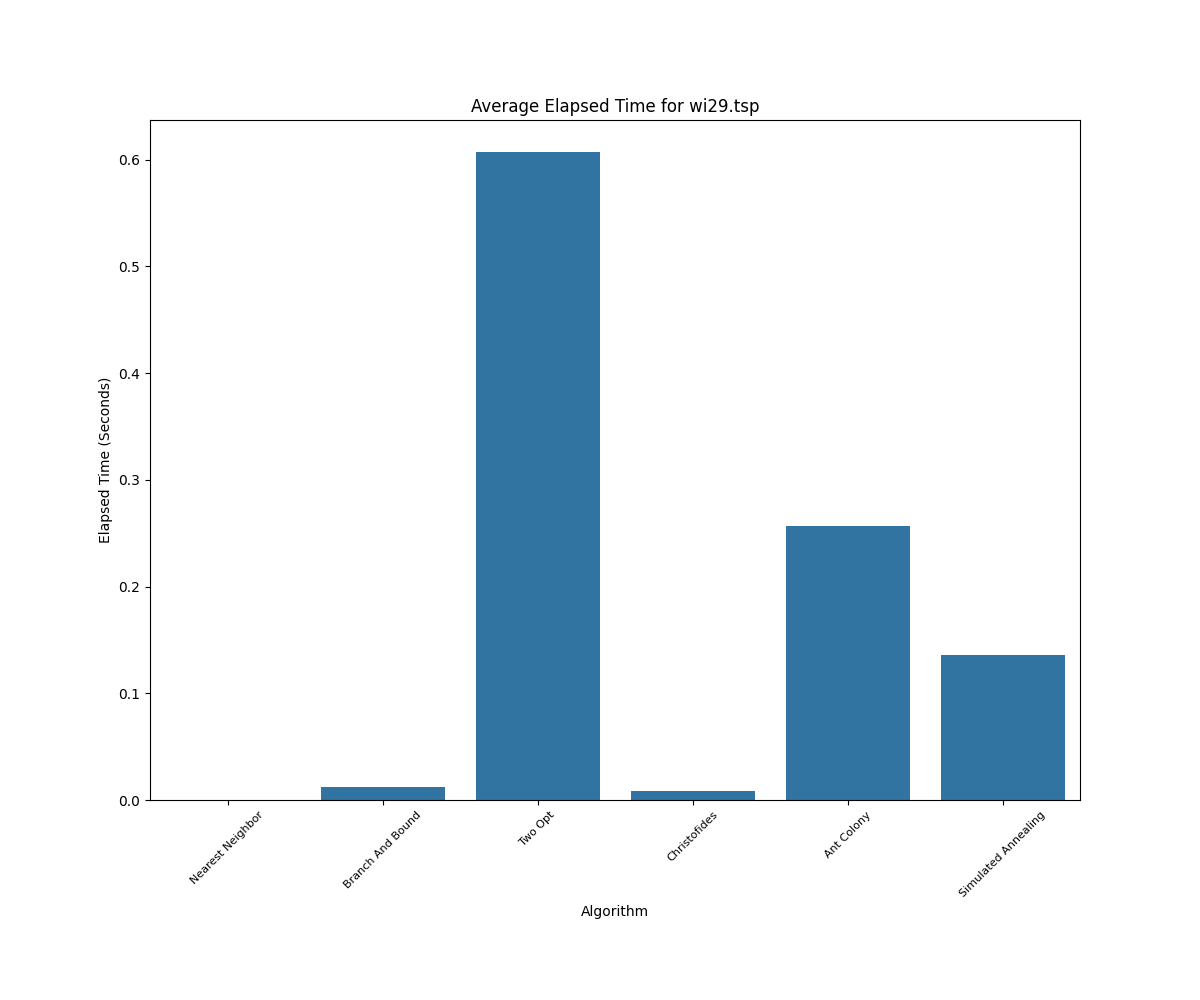 Average Elapsed Time for wi29.tsp
Elapsed Time (Seconds)
0.6
0.5
0.4
0.3
0.2
0.1
0.0
Nearest Neighbor
Branch And Bound
Two Opt
Christofides
Ant Colony
Simulated Annealing
Algorithm